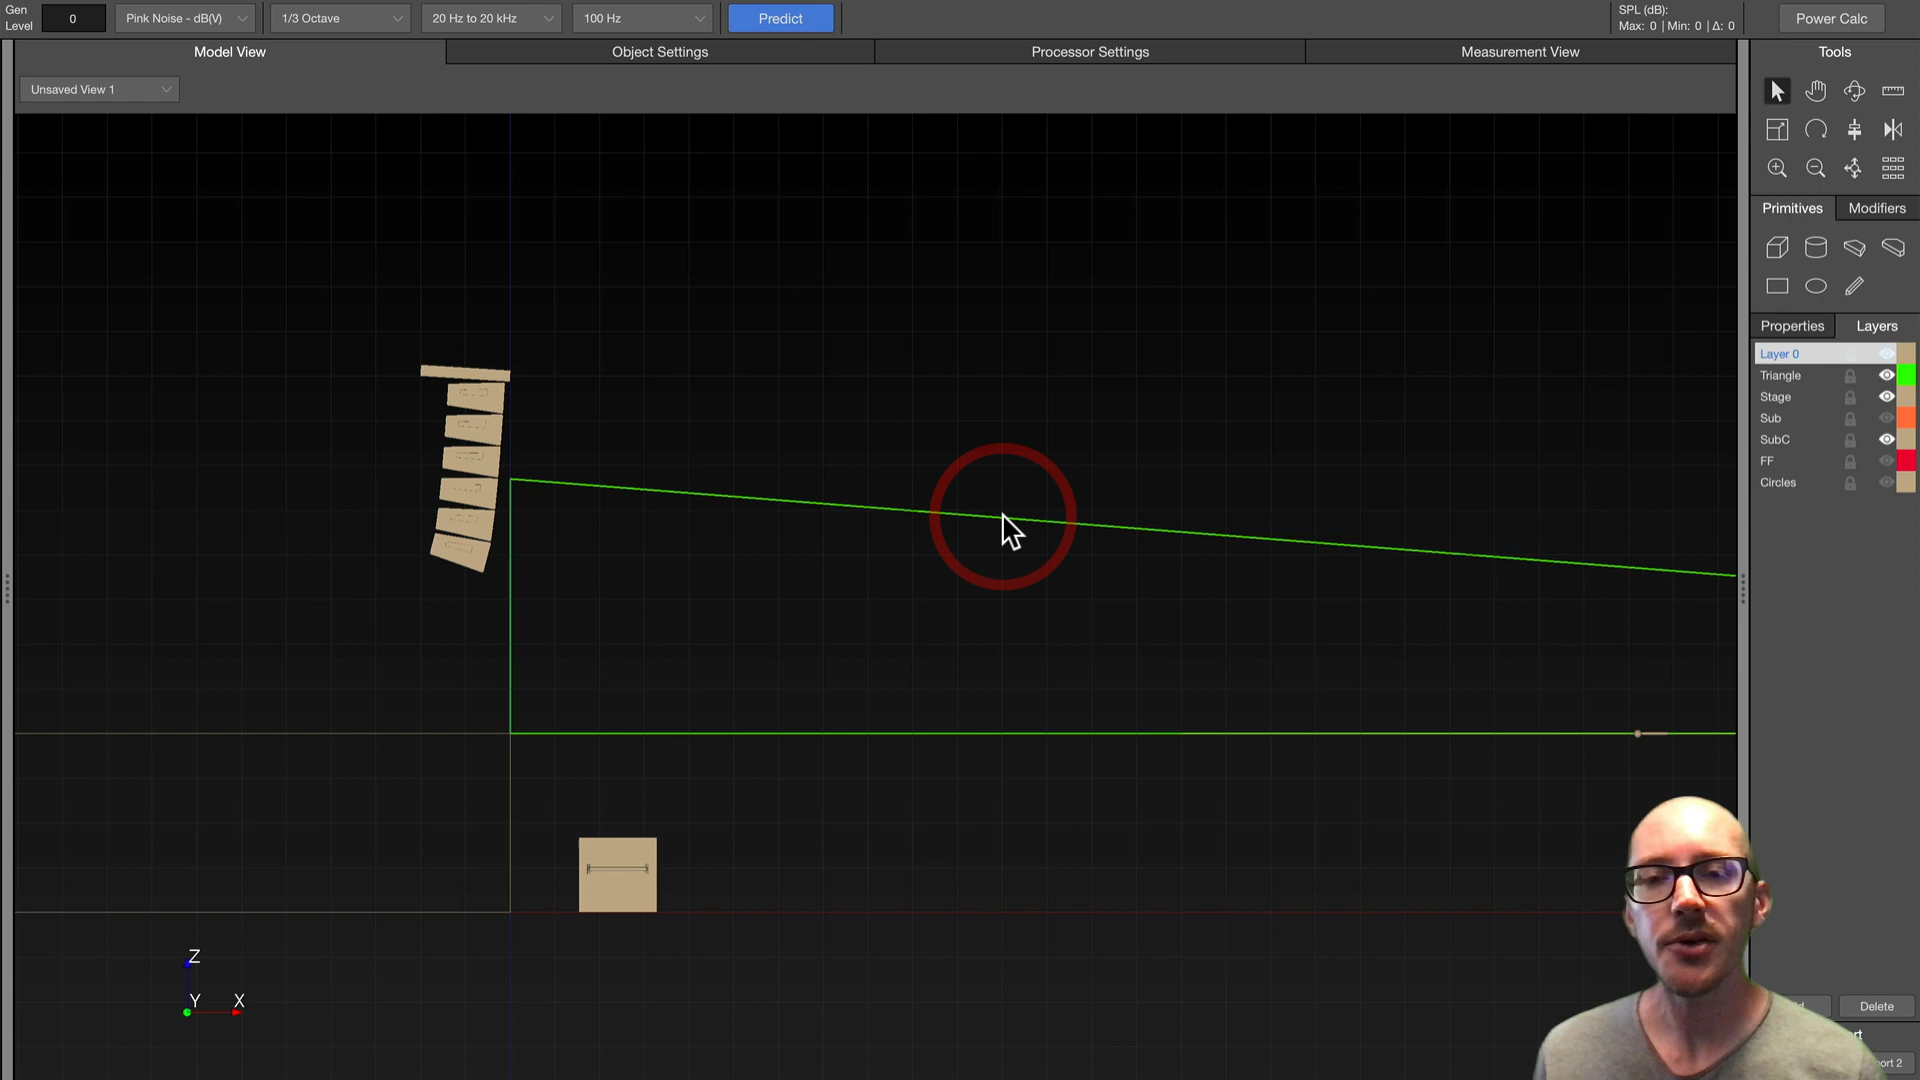 Gen
Level
0
Pink Noise - dB(V)
1/3 Octave
20 Hz to 20 kHz
100 Hz
Predict
SPL (dB):
Max: 0 | Min: 0 | Δ: 0
Power Calc
Model View
Object Settings
Processor Settings
Measurement View
Tools
Unsaved View 1
Primitives
Modifiers
Properties
Layers
Layer 0
Triangle
Stage
Sub
SubC
FF
Circles
Z
Y
X
Delete